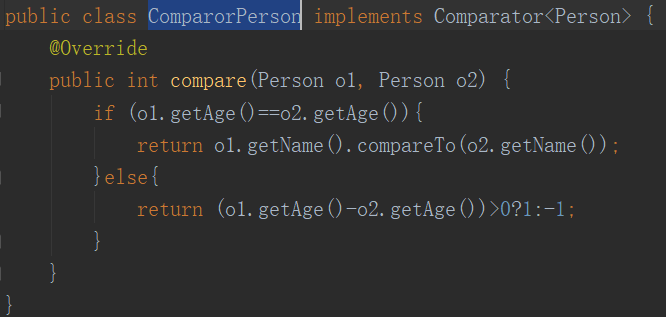 public class ComparorPerson implements Comparator<Person> {
@Override
public int compare(Person o1, Person o2) {
if (o1.getAge()==o2.getAge()){
return o1.getName().compareTo(o2.getName());
}else{
return (o1.getAge()-o2.getAge())>0?1:-1;
}
}
}